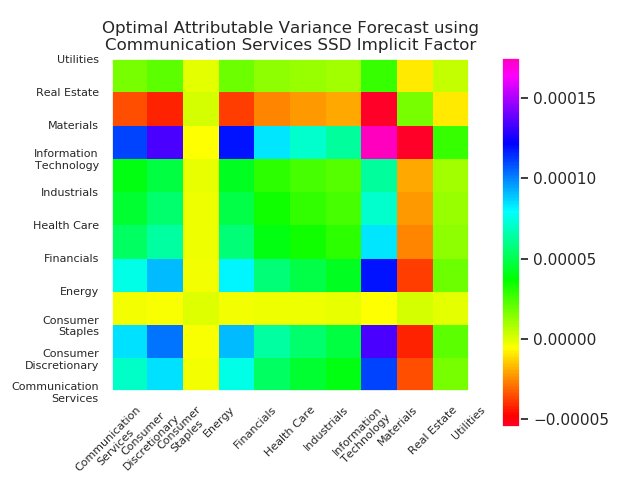 Optimal Attributable Variance Forecast using
Communication Services SSD Implicit Factor
Utilities
Real Estate
Materials
Information
Technology
Industrials
Health Care
Financials
Energy
Consumer
Staples
Consumer
Discretionary
Communication
Services
Communication
Services
Consumer
Discretionary
Consumer
Staples
Energy
Financials
Health Care
Industrials
Information
Technology
Materials
Real Estate
Utilities
0.00015
0.00010
0.00005
0.00000
−0.00005